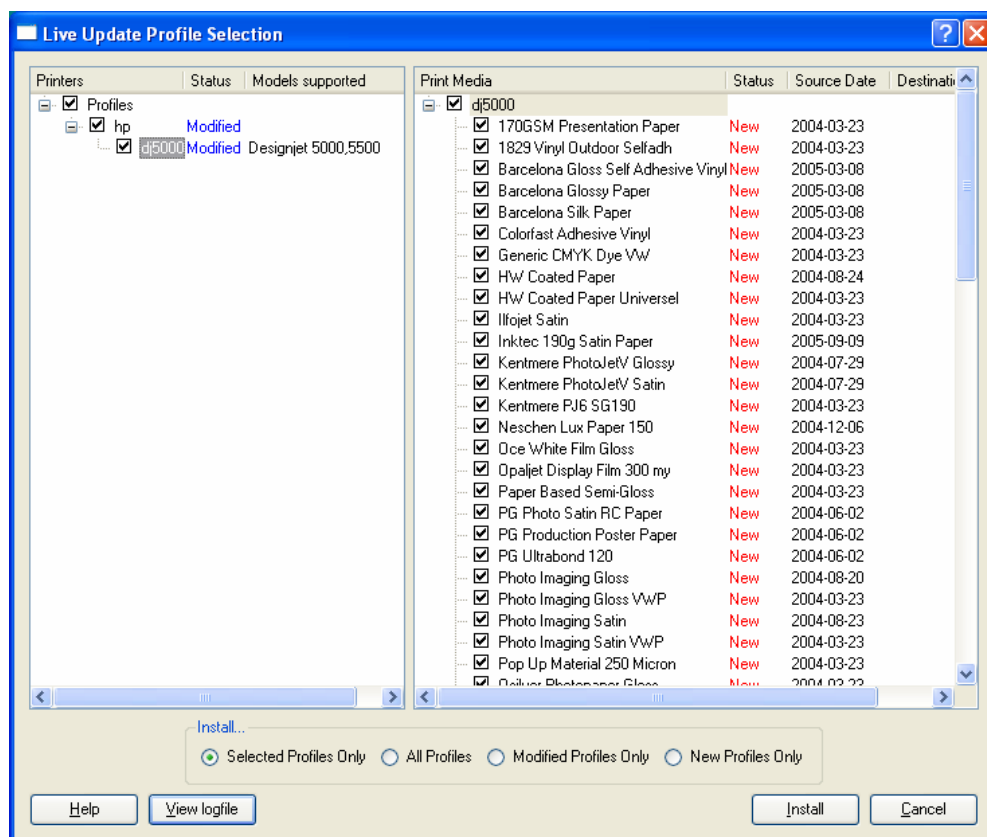 Live Update Profile Selection
Printers Status Models supported
Profiles
hp Modified
dj5000 Modified Designjet 5000,5500
Print Media Status Source Date Destinati
dj5000
170GSM Presentation Paper New 2004-03-23
1829 Vinyl Outdoor Selfadh New 2004-03-23
Barcelona Gloss Self Adhesive Vinyl New 2005-03-08
Barcelona Glossy Paper New 2005-03-08
Barcelona Silk Paper New 2005-03-08
Colorfast Adhesive Vinyl New 2004-03-23
Generic CMYK Dye VW New 2004-03-23
HW Coated Paper New 2004-08-24
HW Coated Paper Universel New 2004-03-23
Ilfojet Satin New 2004-03-23
Inktec 190g Satin Paper New 2005-09-09
Kentmere PhotoJetV Glossy New 2004-07-29
Kentmere PhotoJetV Satin New 2004-07-29
Kentmere PJ6 SG190 New 2004-03-23
Neschen Lux Paper 150 New 2004-12-06
Oce White Film Gloss New 2004-03-23
Opaljet Display Film 300 my New 2004-03-23
Paper Based Semi-Gloss New 2004-03-23
PG Photo Satin RC Paper New 2004-06-02
PG Production Poster Paper New 2004-06-02
PG Ultrabond 120 New 2004-06-02
Photo Imaging Gloss New 2004-08-20
Photo Imaging Gloss VWP New 2004-03-23
Photo Imaging Satin New 2004-08-23
Photo Imaging Satin VWP New 2004-03-23
Pop Up Material 250 Micron New 2004-03-23
Photopaper Gloss New 2004-03-23
Install...
Selected Profiles Only All Profiles Modified Profiles Only New Profiles Only
Help View logfile Install Cancel